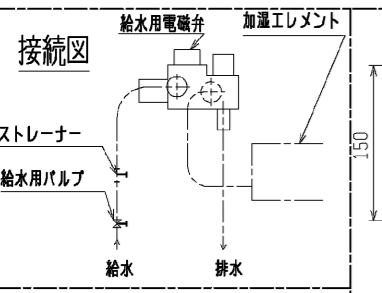 給水用電磁弁
加湿エレメント
接続図
ストレーナー
150
給水用バルブ
給水
排水